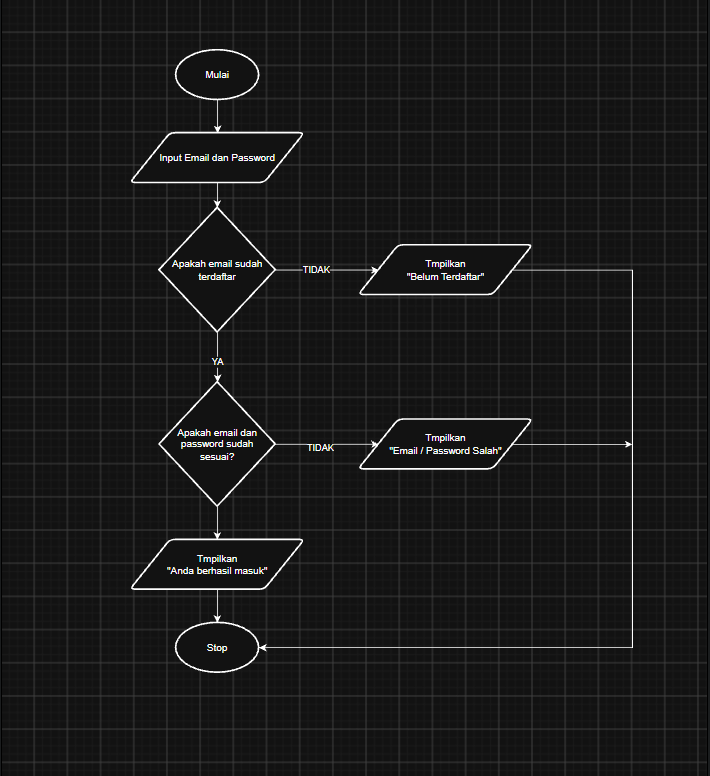 Mulai
Input Email dan Password
Apakah email sudah
terdaftar
TIDAK
Tmpilkan
"Belum Terdaftar"
YA
Apakah email dan
password sudah
sesuai?
TIDAK
Tmpilkan
"Email / Password Salah"
Tmpilkan
"Anda berhasil masuk"
Stop